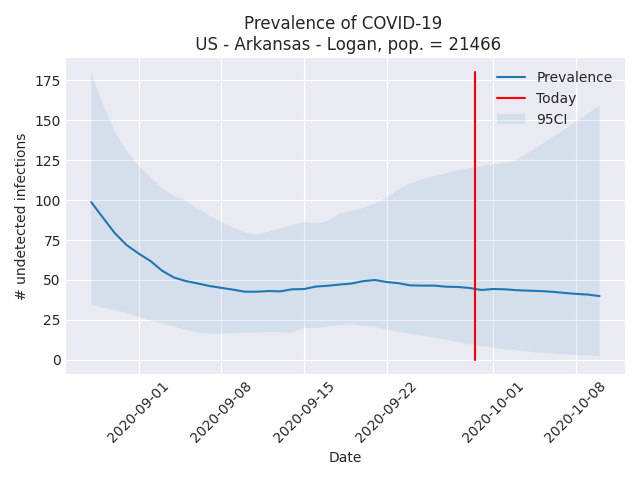 Prevalence of COVID-19
US - Arkansas - Logan, pop. = 21466
Prevalence
Today
95CI
# undetected infections
175
150
125
100
75
50
25
0
2020-09-01
2020-09-08
2020-09-15
2020-09-22
2020-10-01
2020-10-08
Date